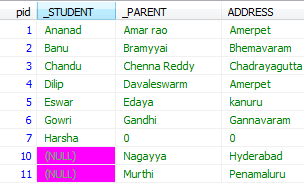 pid _STUDENT _PARENT ADDRESS
1 Ananad Amar rao Amerpet
2 Banu Bramyyai Bhemavaram
3 Chandu Chenna Reddy Chadrayagutta
4 Dilip Davaleswarm Amerpet
5 Eswar Edaya kanuru
6 Gowri Gandhi Gannavaram
7 Harsha 0 0
10 (NULL) Nagayya Hyderabad
11 (NULL) Murthi Penamaluru